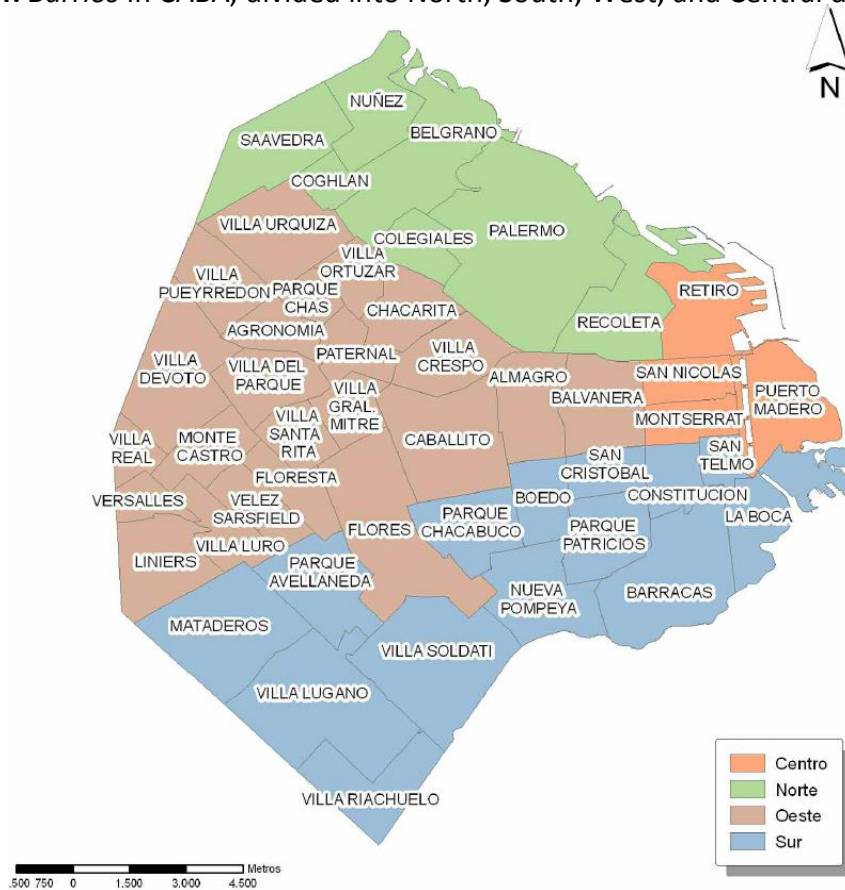 Barrios in CABA, divided into North, South, West, and Central
N
NUÑEZ
SAAVEDRA
BELGRANO
COGHLAN
VILLA URQUIZA
COLEGIALES
PALERMO
VILLA
ORTUZAR
VILLA
PUEYRREDON
PARQUE
CHAS
CHACARITA
RETIRO
RECOLETA
AGRONOMIA
PATERNAL
VILLA
CRESPO
VILLA
DEVOTO
VILLA DEL
PARQUE
ALMAGRO
SAN NICOLAS
BALVANERA
PUERTO
MADERO
VILLA
GRAL.
MITRE
MONTSERRAT
VILLA
SANTA
RITA
VILLA
REAL
MONTE
CASTRO
CABALLITO
SAN
TELMO
SAN
CRISTOBAL
FLORESTA
VERSALLES
VELEZ
SARSFIELD
BOEDO
CONSTITUCION
LA BOCA
PARQUE
CHACABUCO
FLORES
PARQUE
PATRICIOS
VILLA LURO
LINIERS
PARQUE
AVELLANEDA
NUEVA
POMPEYA
BARRACAS
MATADEROS
VILLA SOLDATI
VILLA LUGANO
VILLA RIACHUELO
Centro
Norte
Oeste
Sur
Metros
.500 750 0 1.500 3.000 4.500